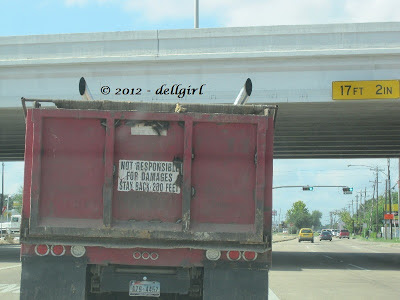 © 2012 - dellgirl
17 FT 2 IN
NOT RESPONSIBLE
FOR DAMAGES
STAY BACK 200 FEET